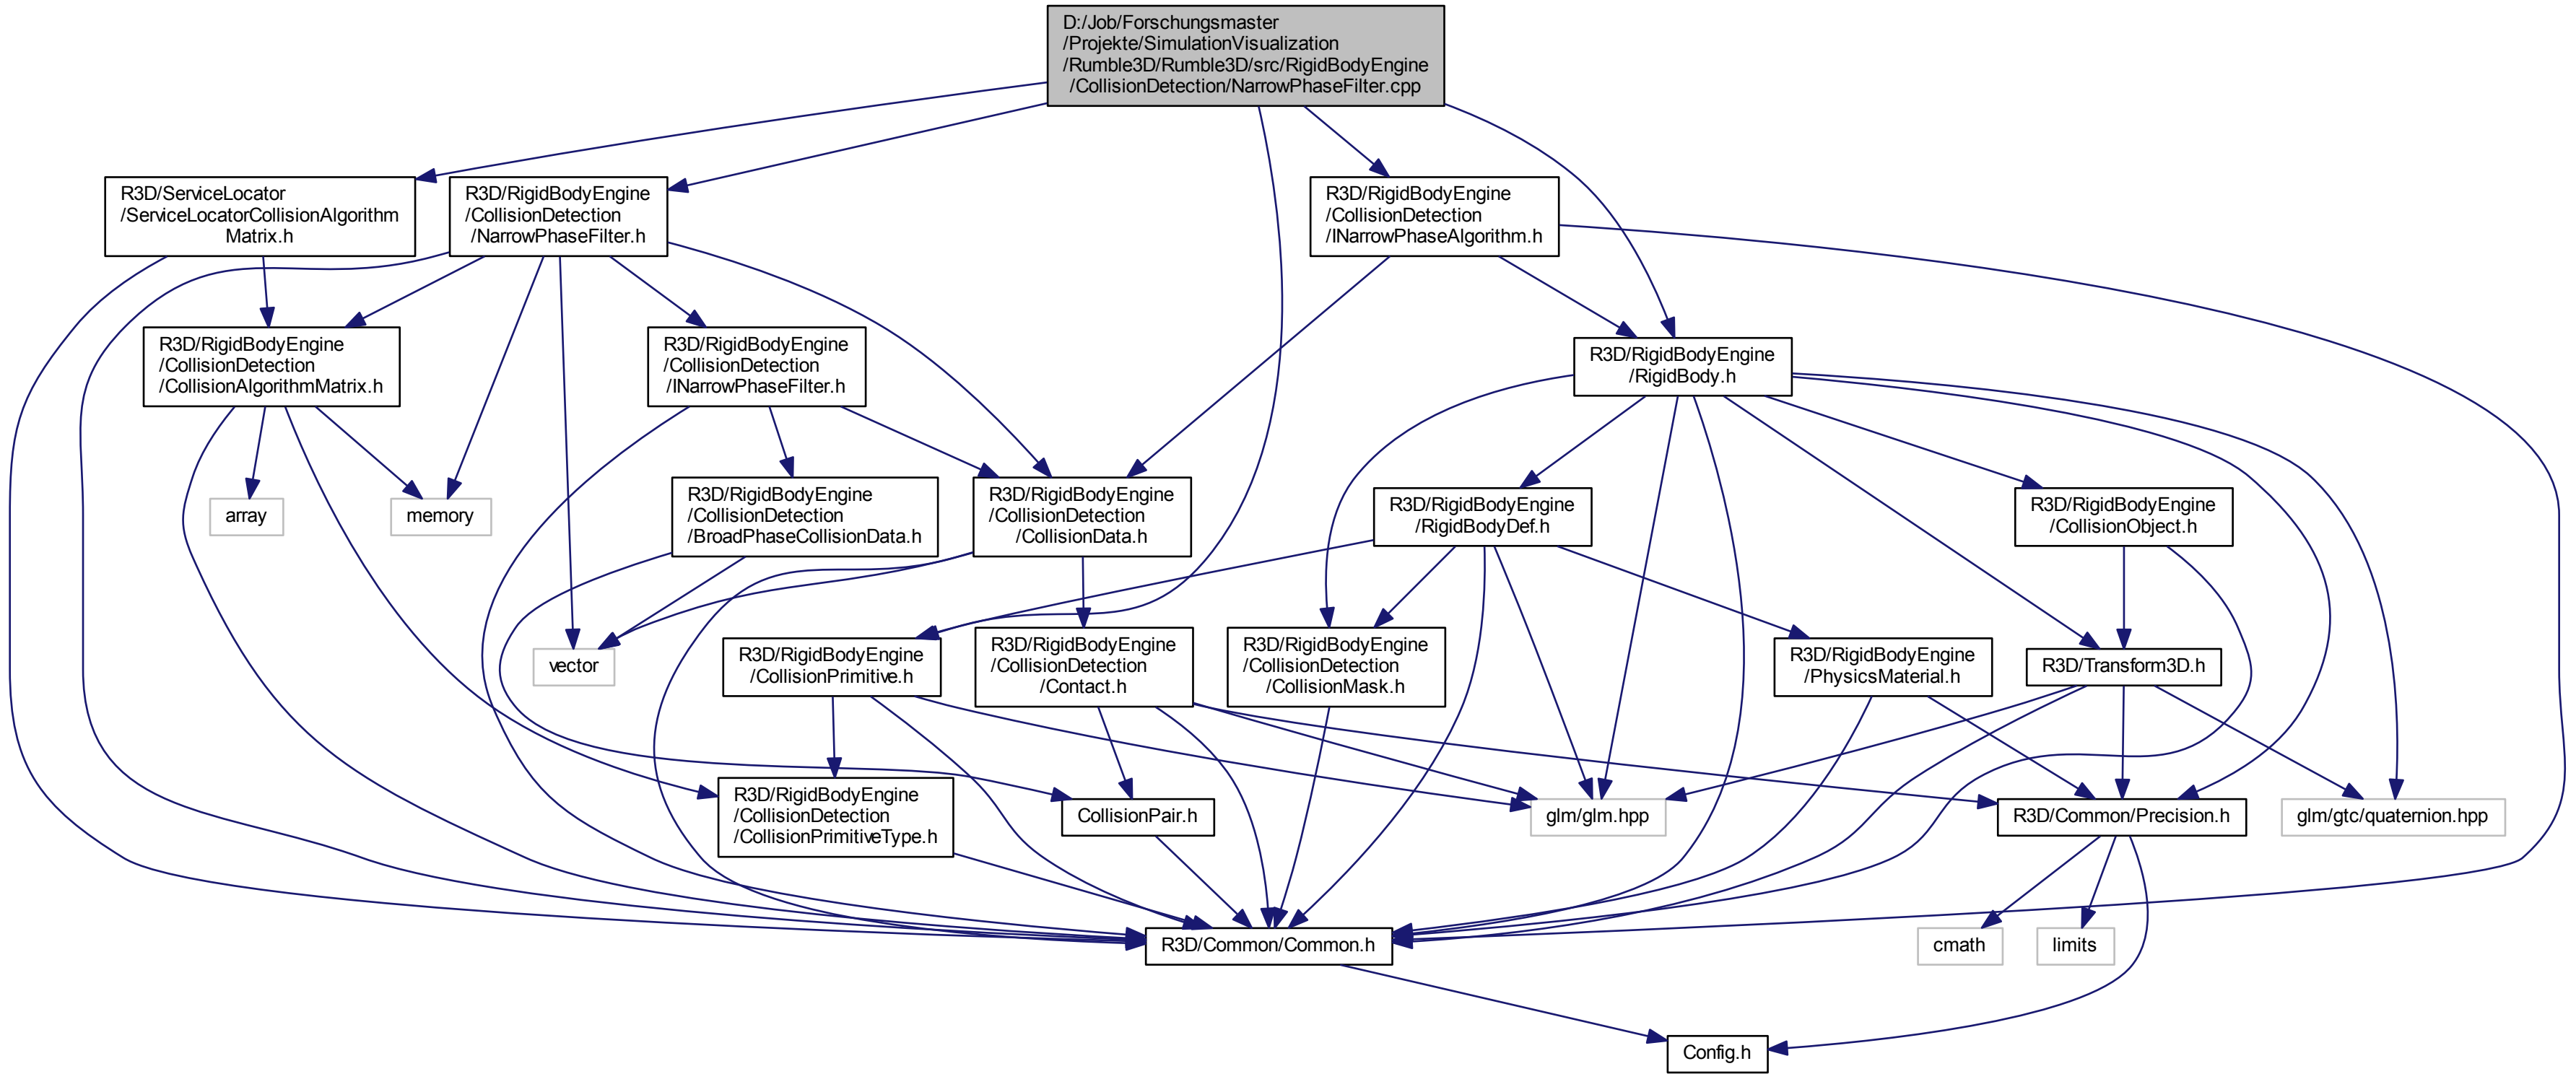 D:/Job/Forschungsmaster
/Projekte/SimulationVisualization
/Rumble3D/Rumble3D/src/RigidBodyEngine
/CollisionDetection/NarrowPhaseFilter.cpp
R3D/ServiceLocator
/ServiceLocatorCollisionAlgorithm
Matrix.h
R3D/RigidBodyEngine
/CollisionDetection
/NarrowPhaseFilter.h
R3D/RigidBodyEngine
/CollisionDetection
/INarrowPhaseAlgorithm.h
R3D/RigidBodyEngine
/CollisionDetection
/CollisionAlgorithmMatrix.h
R3D/RigidBodyEngine
/CollisionDetection
/INarrowPhaseFilter.h
R3D/RigidBodyEngine
/RigidBody.h
array
memory
R3D/RigidBodyEngine
/CollisionDetection
/BroadPhaseCollisionData.h
R3D/RigidBodyEngine
/CollisionDetection
/CollisionData.h
R3D/RigidBodyEngine
/RigidBodyDef.h
R3D/RigidBodyEngine
/CollisionObject.h
vector
R3D/RigidBodyEngine
/CollisionPrimitive.h
R3D/RigidBodyEngine
/CollisionDetection
/Contact.h
R3D/RigidBodyEngine
/CollisionDetection
/CollisionMask.h
R3D/RigidBodyEngine
/PhysicsMaterial.h
R3D/Transform3D.h
R3D/RigidBodyEngine
/CollisionDetection
/CollisionPrimitiveType.h
CollisionPair.h
glm/glm.hpp
R3D/Common/Precision.h
glm/gtc/quaternion.hpp
R3D/Common/Common.h
cmath
limits
Config.h